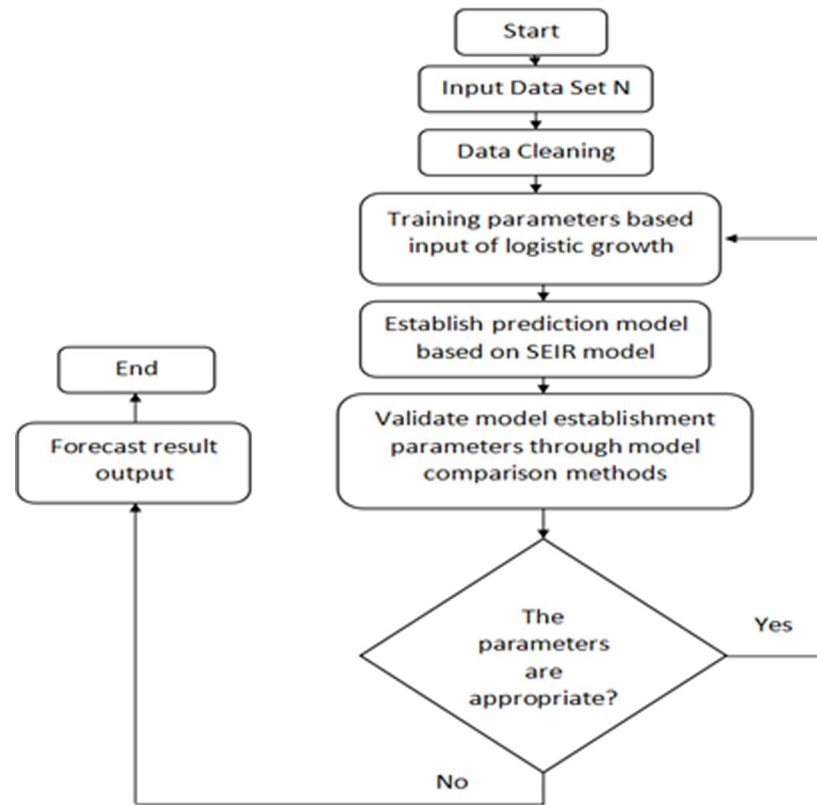 Start
Input Data Set N
Data Cleaning
Training parameters based
input of logistic growth
Establish prediction model
based on SEIR model
Validate model establishment
parameters through model
comparison methods
The
parameters
are
appropriate?
Yes
No
Forecast result
output
End